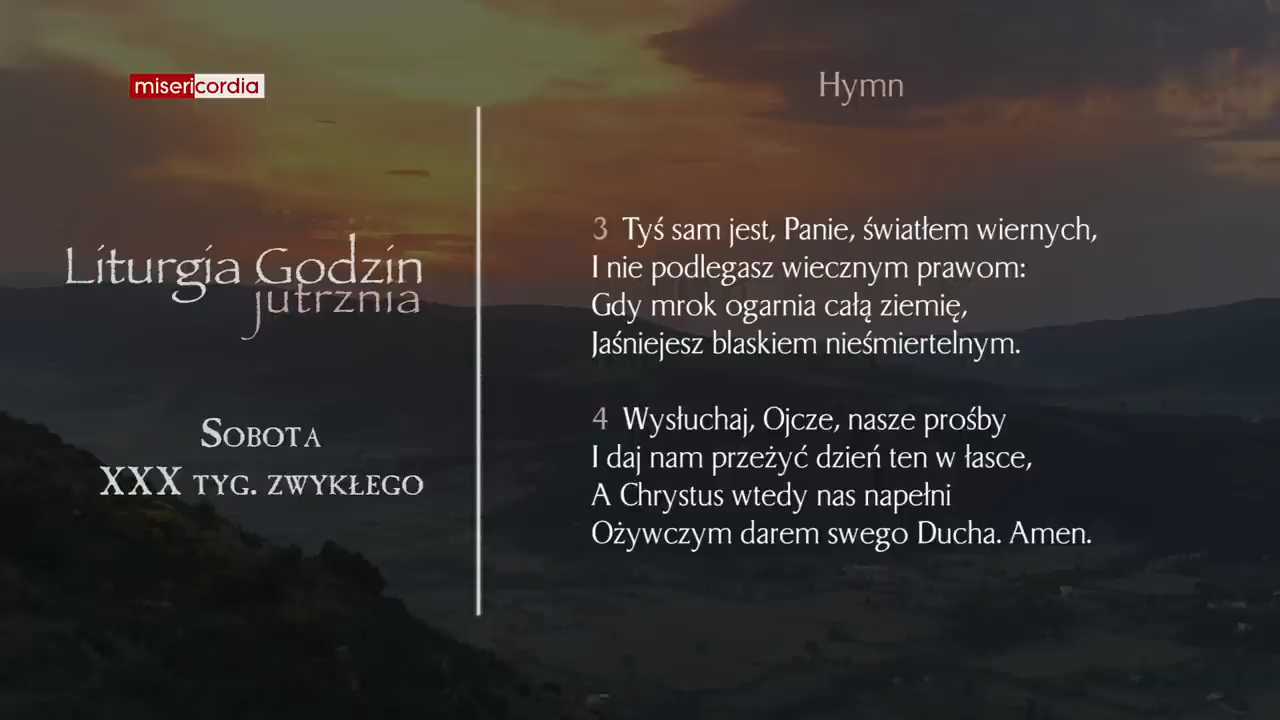 misericordia
Hymn
Liturgia Godzin
jutrznia
Sobota
XXX tyg. zwykłego
3 Tyś sam jest, Panie, światłem wiernych,
I nie podlegasz wiecznym prawom:
Gdy mrok ogarnia całą ziemię,
Jaśniejesz blaskiem nieśmiertelnym.
4 Wysłuchaj, Ojcze, nasze prośby
I daj nam przeżyć dzień ten w łasce,
A Chrystus wtedy nas napełni
Ożywczym darem swego Ducha. Amen.